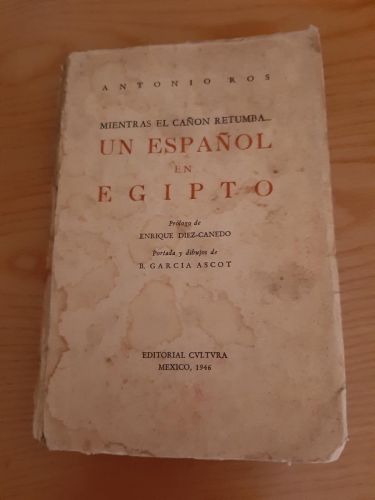 ANTONIO ROS
MIENTRAS EL CAÑON RETUMBA...
UN ESPAÑOL
EN
EGIPTO
Prólogo de
ENRIQUE DIEZ-CANEDO
Portada y dibujos de
B. GARCIA ASCOT
EDITORIAL CVLTVRA
MEXICO, 1946